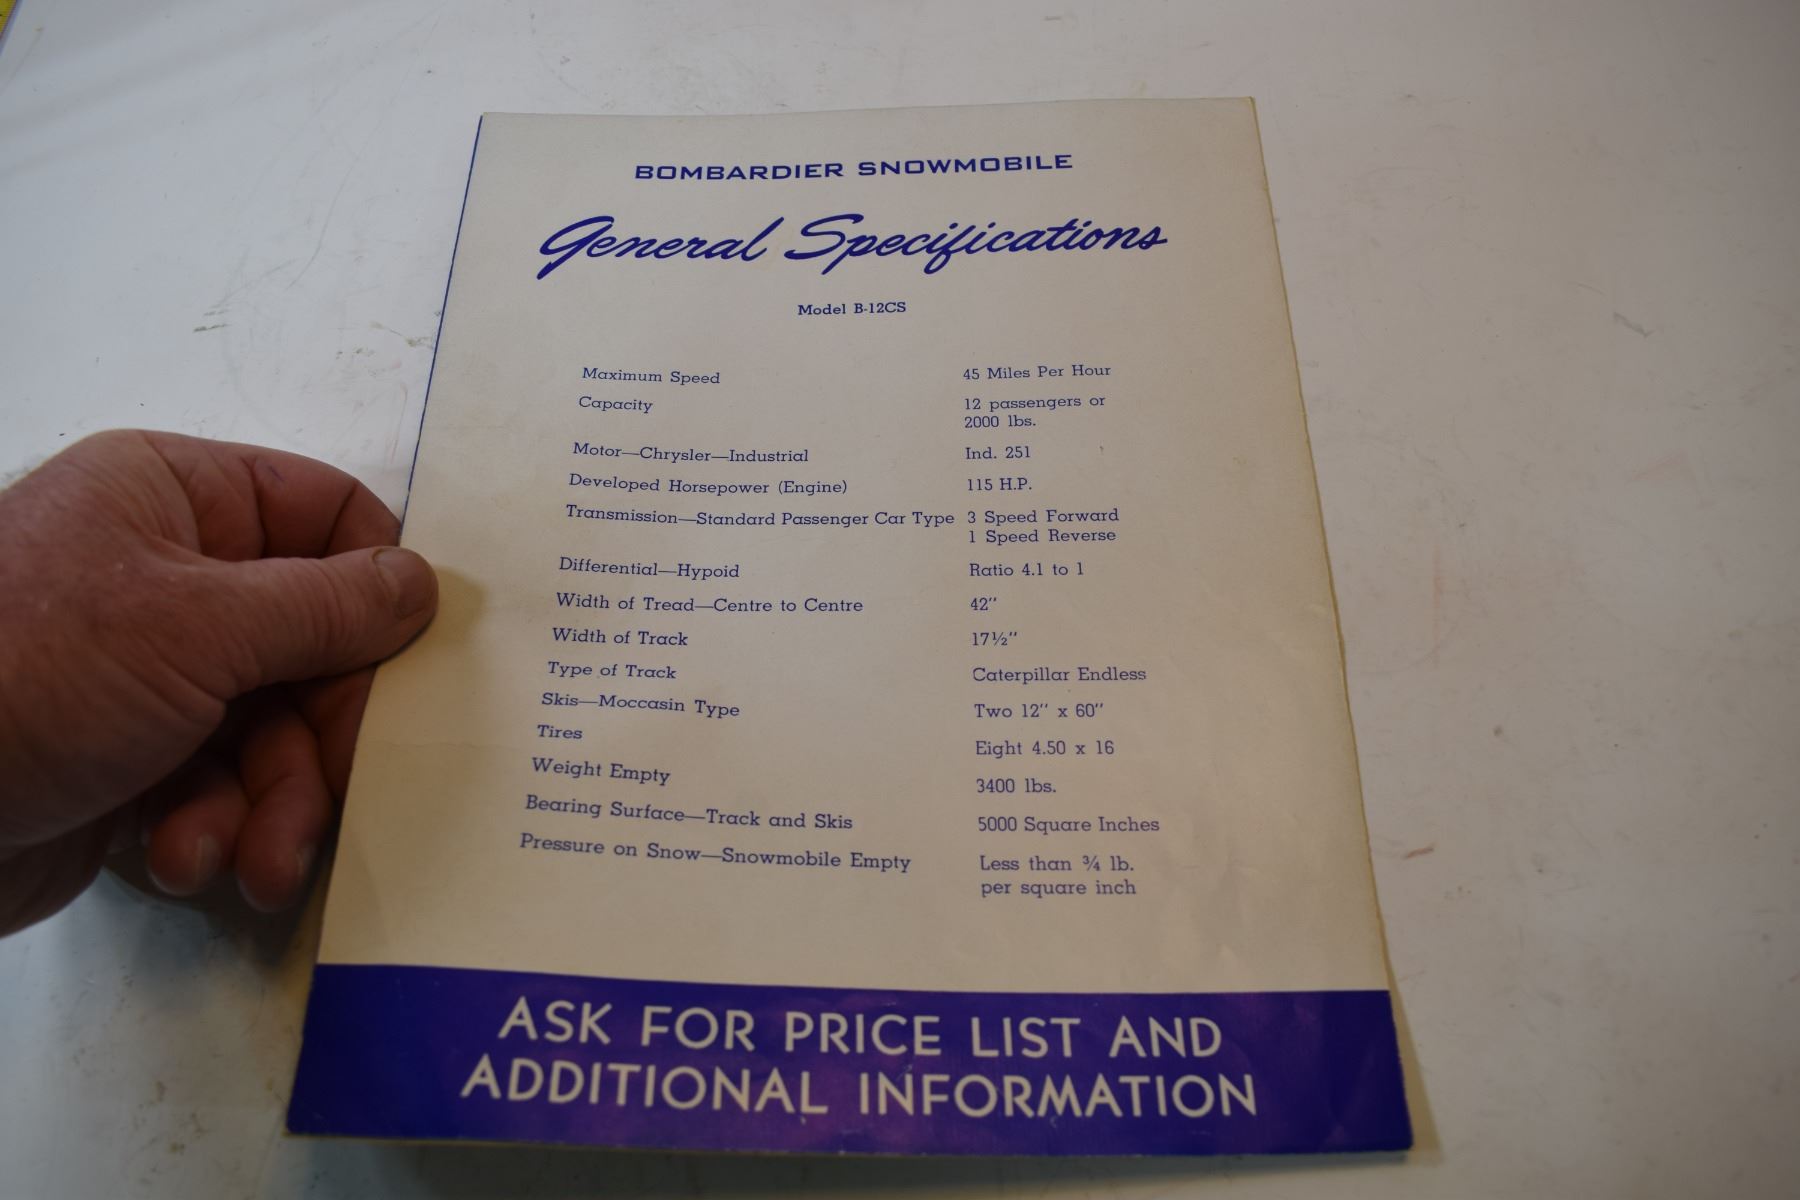 BOMBARDIER SNOWMOBILE
General Specifications
Model B-12CS
Maximum Speed 45 Miles Per Hour
Capacity 12 passengers or
2000 lbs.
Motor—Chrysler—Industrial Ind. 251
Developed Horsepower (Engine) 115 H.P.
Transmission—Standard Passenger Car Type 3 Speed Forward
1 Speed Reverse
Differential—Hypoid Ratio 4.1 to 1
Width of Tread—Centre to Centre 42"
Width of Track 17½"
Type of Track Caterpillar Endless
Skis—Moccasin Type Two 12" x 60"
Tires Eight 4.50 x 16
Weight Empty 3400 lbs.
Bearing Surface—Track and Skis 5000 Square Inches
Pressure on Snow—Snowmobile Empty Less than ¾ lb.
per square inch
ASK FOR PRICE LIST AND
ADDITIONAL INFORMATION